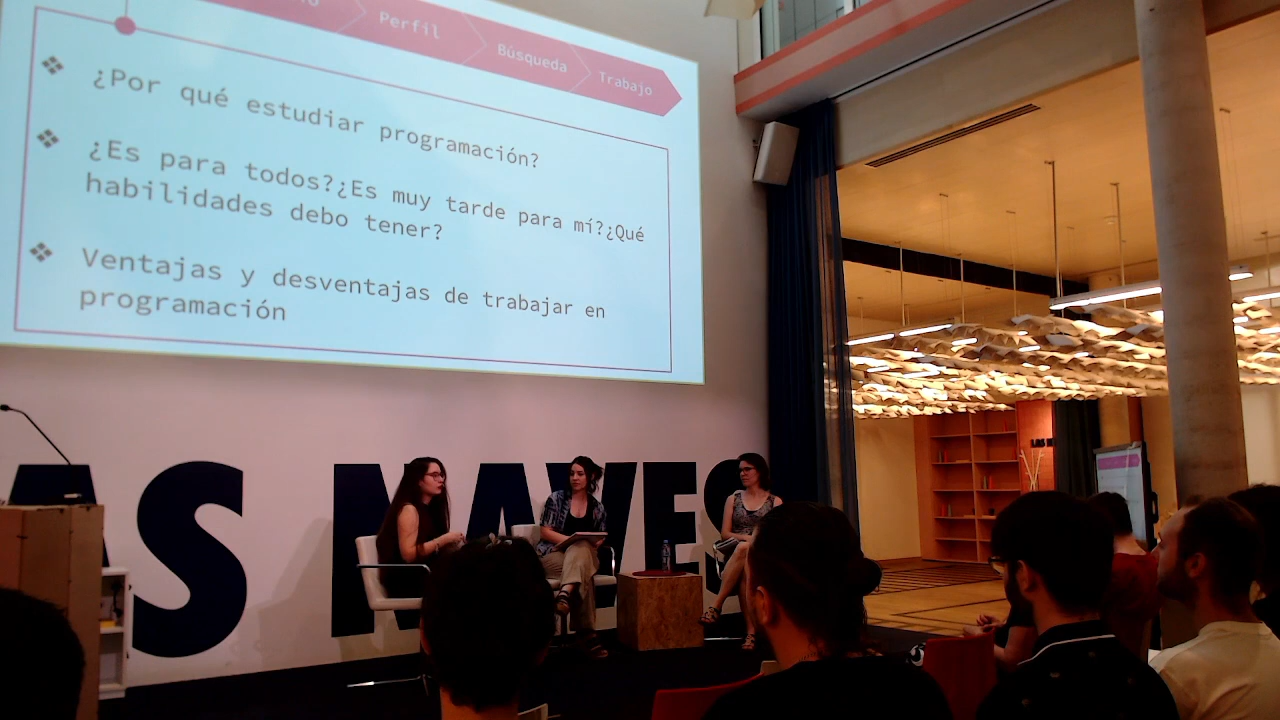 Perfil
Búsqueda
Trabajo
¿Por qué estudiar programación?
¿Es para todos?¿Es muy tarde para mí?¿Qué
habilidades debo tener?
Ventajas y desventajas de trabajar en
programación
AS NAVES